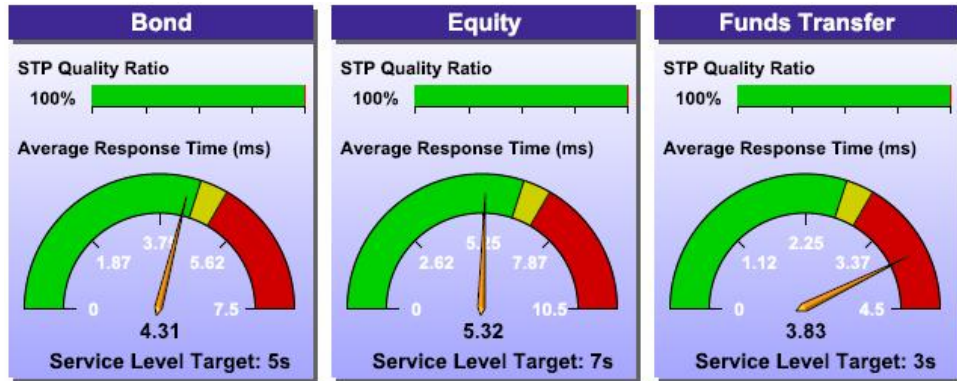 Bond
STP Quality Ratio
100%
Average Response Time (ms)
1.87
5.62
0
7.5
4.31
Service Level Target: 5s
Equity
STP Quality Ratio
100%
Average Response Time (ms)
5.25
2.62
7.87
0
10.5
5.32
Service Level Target: 7s
Funds Transfer
STP Quality Ratio
100%
Average Response Time (ms)
2.25
1.12
3.37
0
4.5
3.83
Service Level Target: 3s